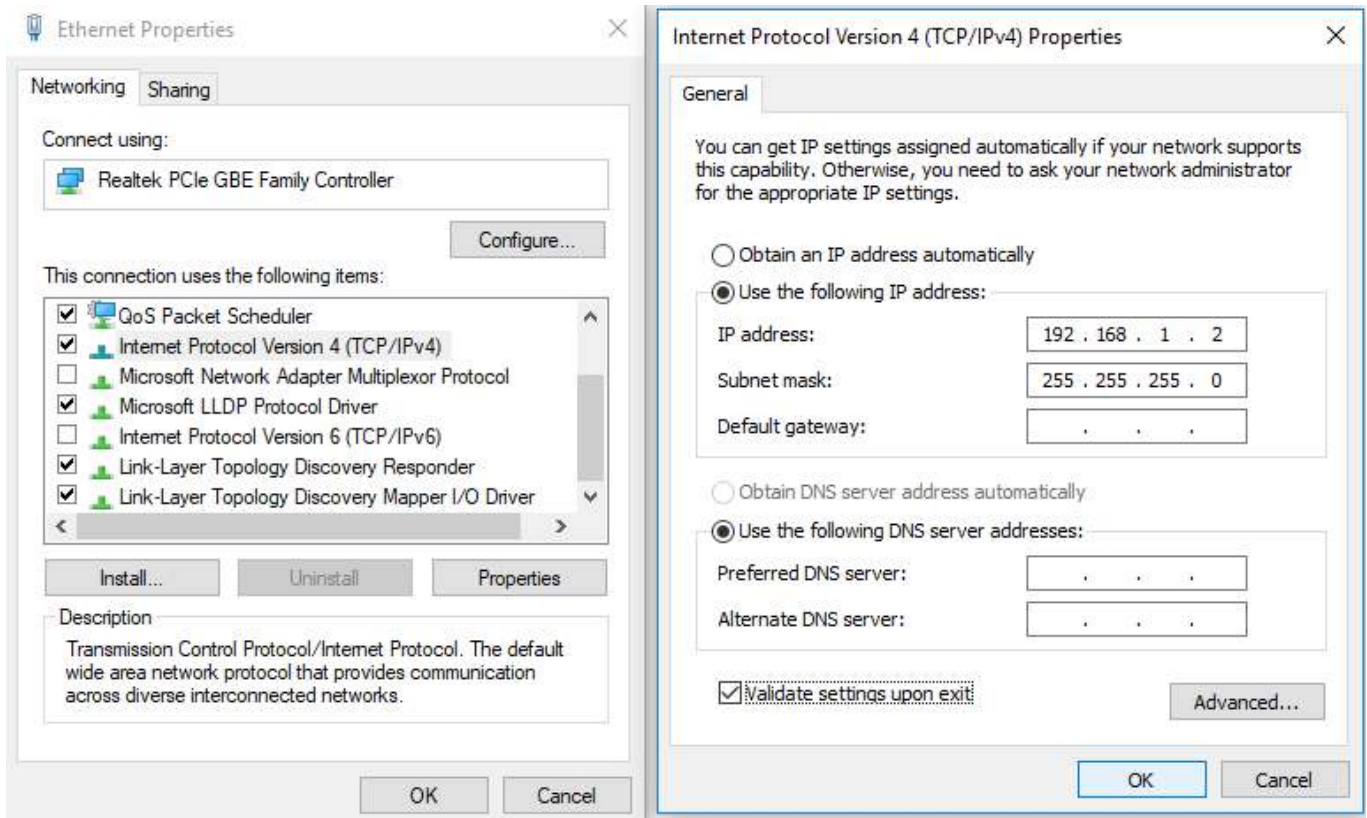 Ethernet Properties
Networking
Sharing
Connect using:
Realtek PCIe GBE Family Controller
Configure...
This connection uses the following items:
QoS Packet Scheduler
Internet Protocol Version 4 (TCP/IPv4)
Microsoft Network Adapter Multiplexor Protocol
Microsoft LLDP Protocol Driver
Internet Protocol Version 6 (TCP/IPv6)
Link-Layer Topology Discovery Responder
Link-Layer Topology Discovery Mapper I/O Driver
Install...
Uninstall
Properties
Description
Transmission Control Protocol/Internet Protocol. The default
wide area network protocol that provides communication
across diverse interconnected networks.
OK
Cancel
Internet Protocol Version 4 (TCP/IPv4) Properties
General
You can get IP settings assigned automatically if your network supports
this capability. Otherwise, you need to ask your network administrator
for the appropriate IP settings.
Obtain an IP address automatically
Use the following IP address:
IP address:
192 . 168 . 1 . 2
Subnet mask:
255 . 255 . 255 . 0
Default gateway:
. . .
Obtain DNS server address automatically
Use the following DNS server addresses:
Preferred DNS server:
. . .
Alternate DNS server:
. . .
Validate settings upon exit
Advanced...
OK
Cancel